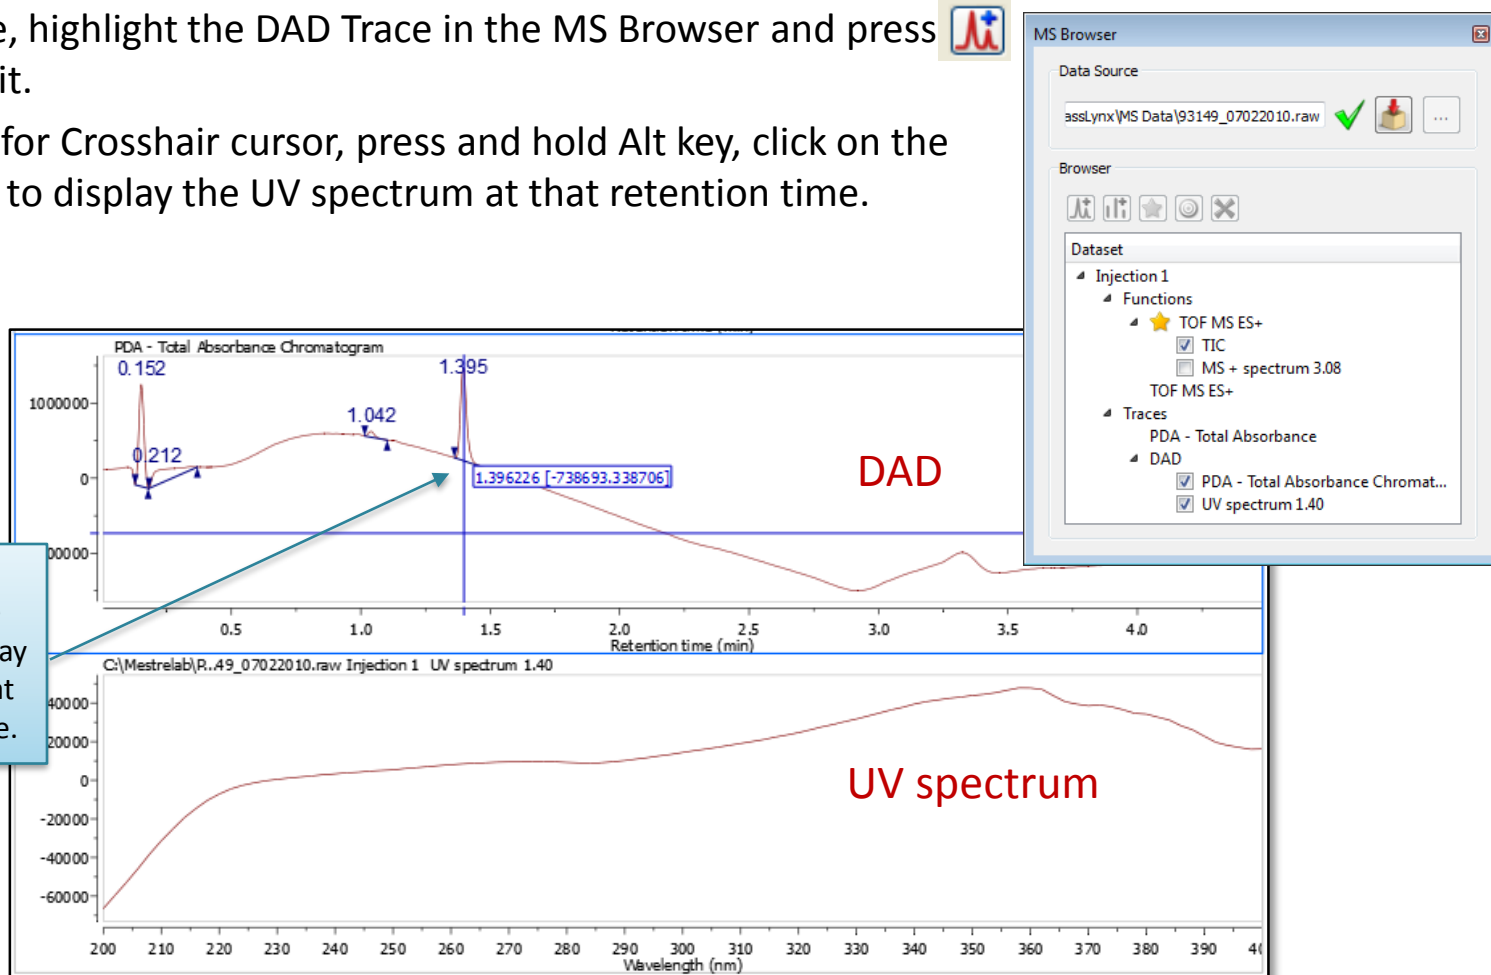 e, highlight the DAD Trace in the MS Browser and press
it.
for Crosshair cursor, press and hold Alt key, click on the
to display the UV spectrum at that retention time.
MS Browser
Data Source
assLynx\MS Data\93149_07022010.raw
...
Browser
Dataset
Injection 1
Functions
TOF MS ES+
TIC
MS + spectrum 3.08
TOF MS ES+
Traces
PDA - Total Absorbance
DAD
PDA - Total Absorbance Chromat...
UV spectrum 1.40
PDA - Total Absorbance Chromatogram
0.152
1.395
1.042
0.212
1000000
0
00000
1.396226 [-738693.338706]
DAD
0.5 1.0 1.5 2.0 2.5 3.0 3.5 4.0
Retention time (min)
ay
nt
e.
C:\Mestrelab\P...49_07022010.raw Injection 1 UV spectrum 1.40
40000
20000
0
-20000
-40000
-60000
UV spectrum
200 210 220 230 240 250 260 270 280 290 300 310 320 330 340 350 360 370 380 390 40
Wavelength (nm)